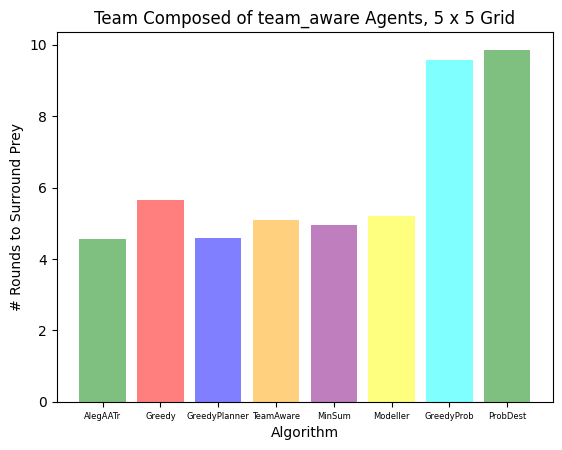 Team Composed of team_aware Agents, 5 x 5 Grid
# Rounds to Surround Prey
10
8
6
4
2
0
AlegAATr Greedy GreedyPlanner TeamAware MinSum Modeller GreedyProb ProbDest
Algorithm